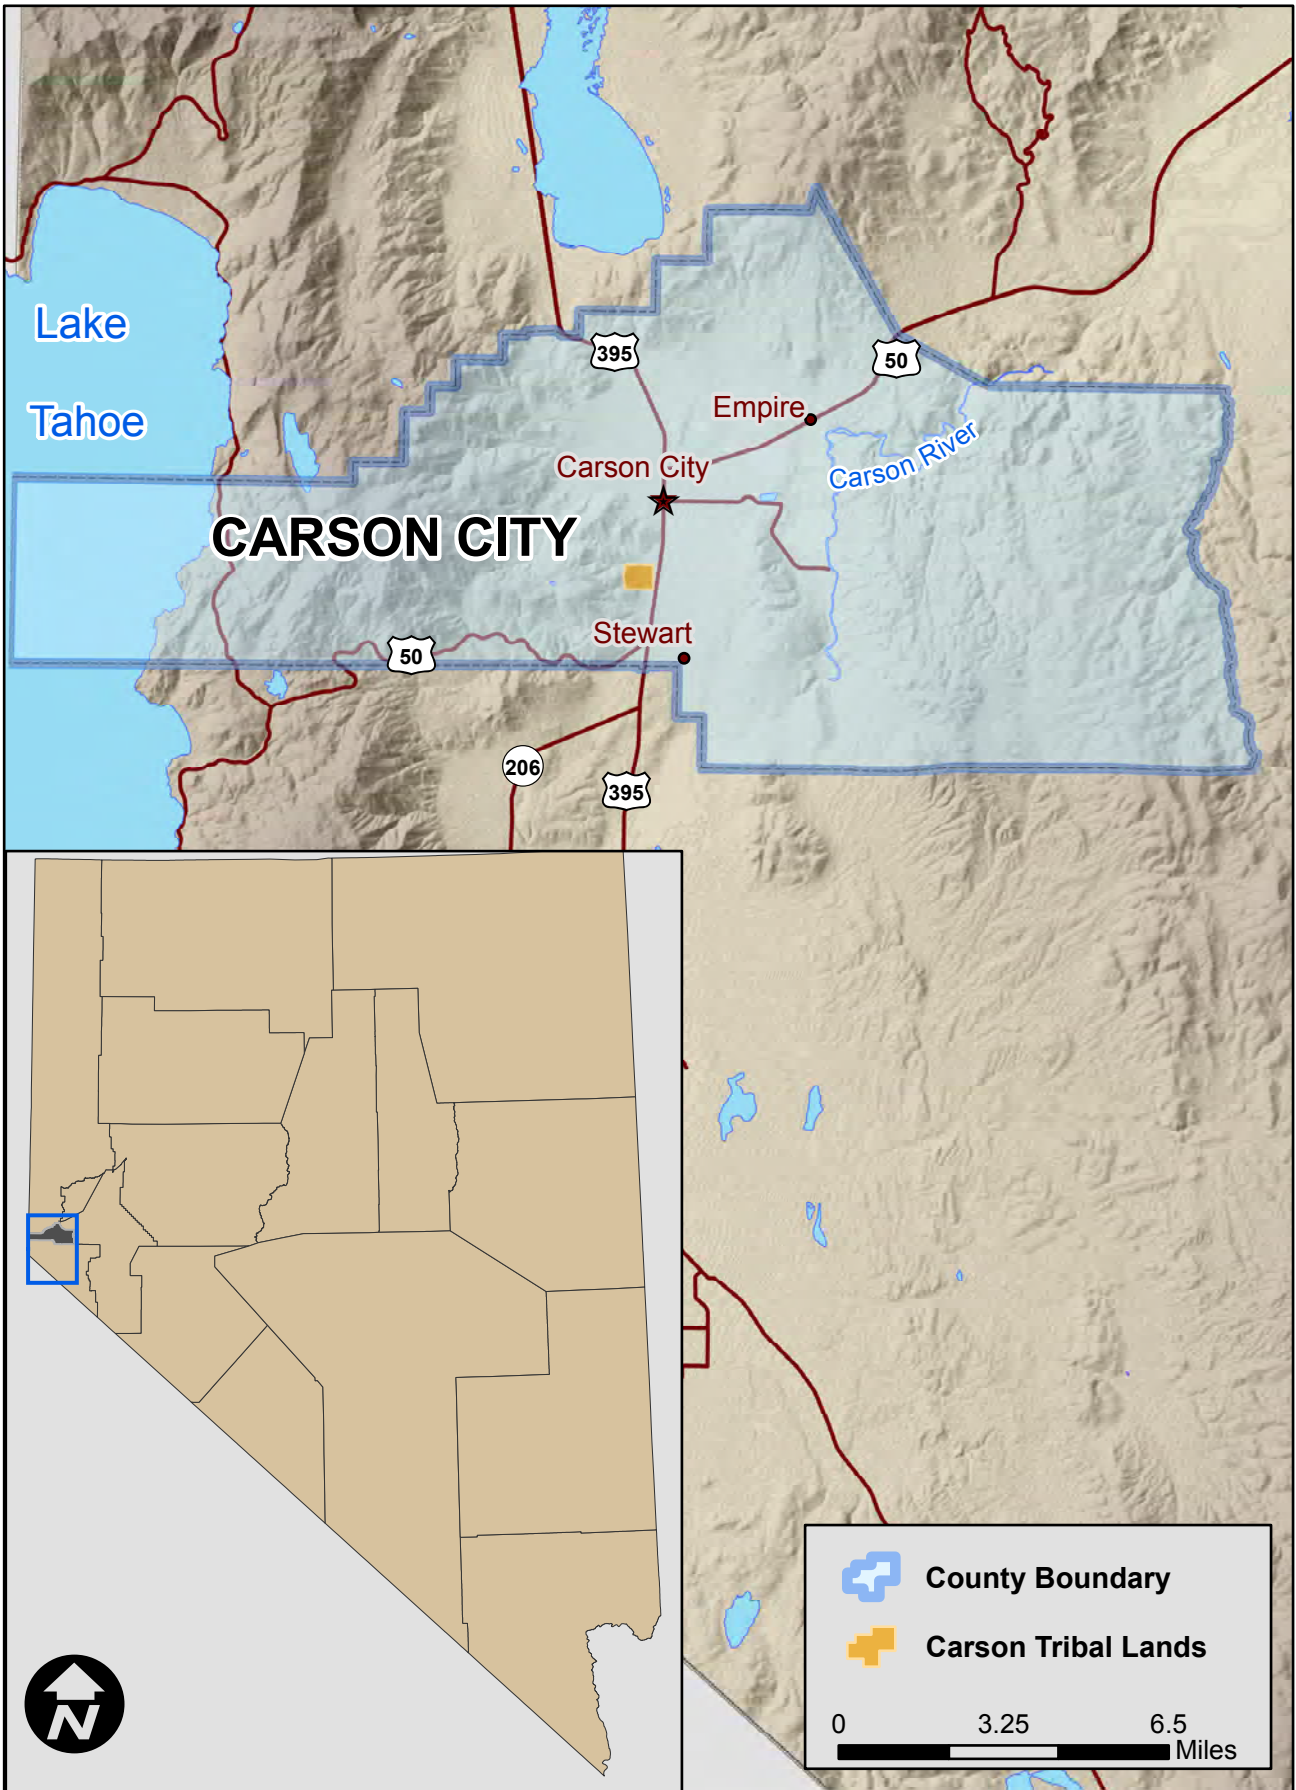 Lake
Tahoe
395
50
Empire
Carson River
Carson City
CARSON CITY
Stewart
50
206
395
County Boundary
Carson Tribal Lands
0 3.25 6.5
Miles
N